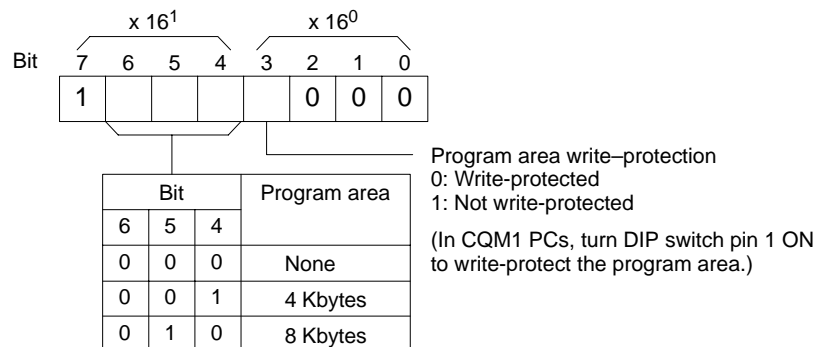 x 16¹ x 16⁰
Bit 7 6 5 4 3 2 1 0
1 0 0 0
Program area write–protection
0: Write-protected
1: Not write-protected
(In CQM1 PCs, turn DIP switch pin 1 ON
to write-protect the program area.)
Bit Program area
6 5 4
0 0 0 None
0 0 1 4 Kbytes
0 1 0 8 Kbytes